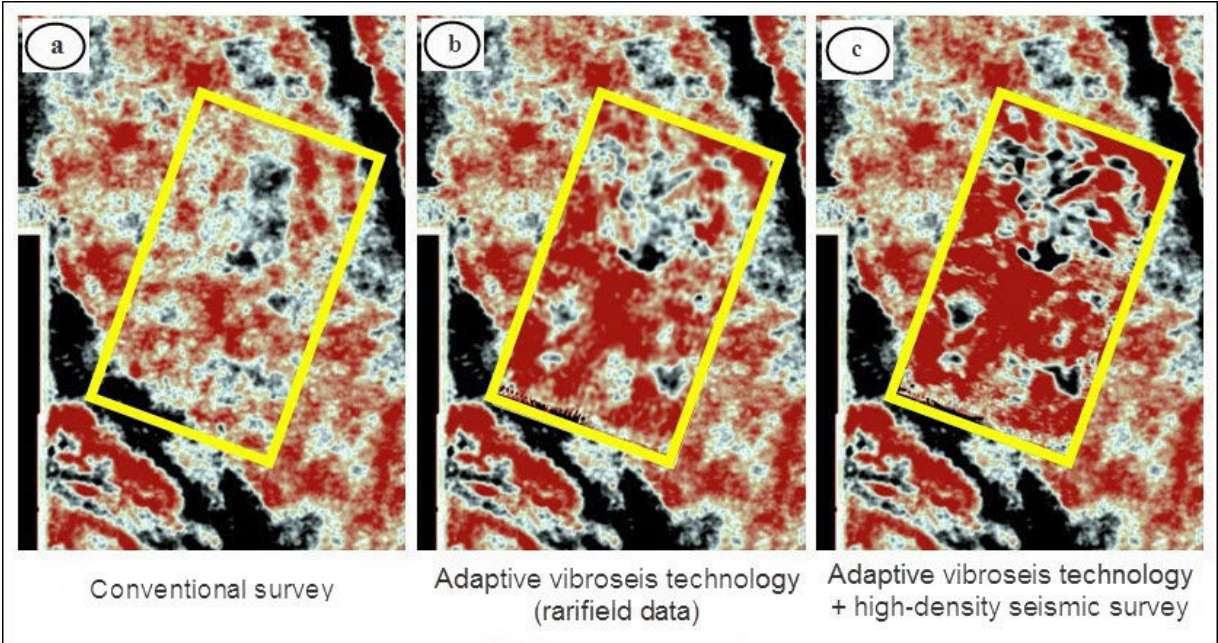 a
b
c
Conventional survey
Adaptive vibroseis technology
(rarifield data)
Adaptive vibroseis technology
+ high-density seismic survey